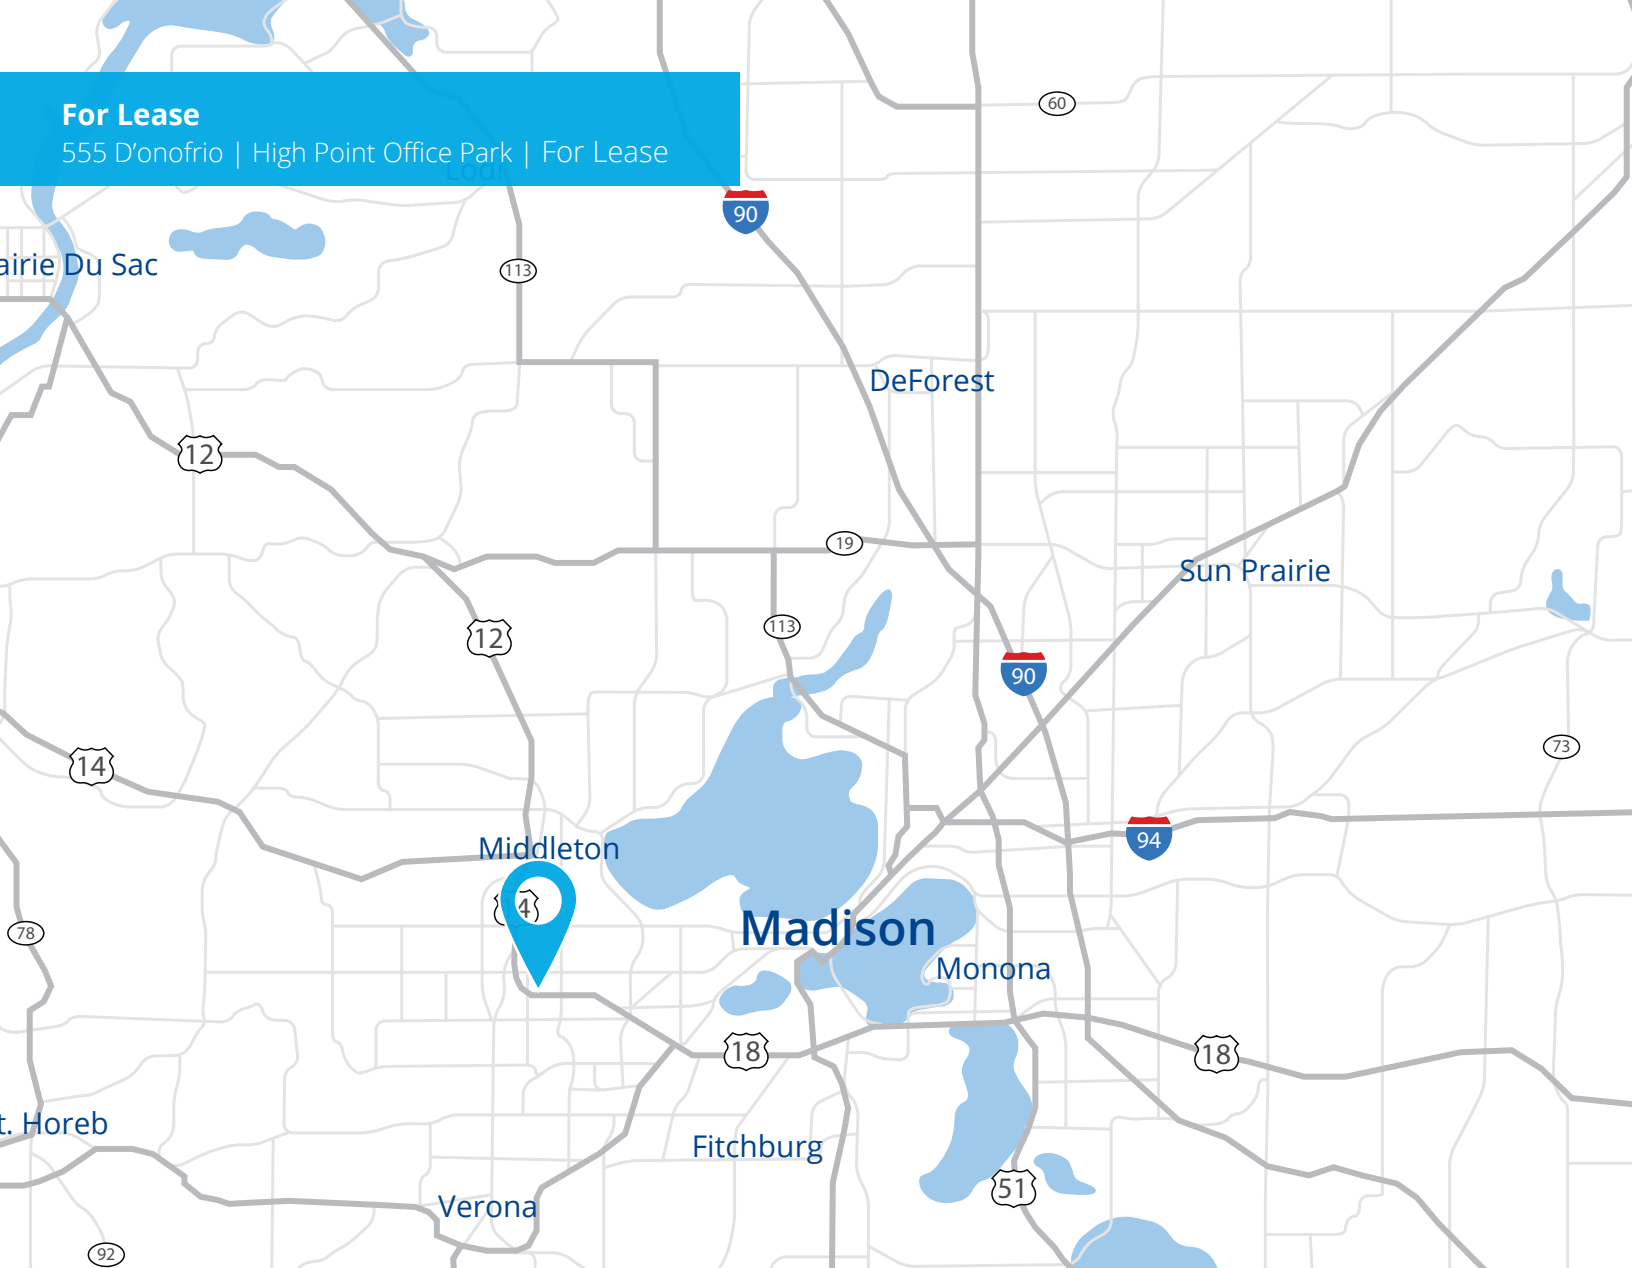 For Lease
555 D'onofrio | High Point Office Park | For Lease
Lodi
60
90
airie Du Sac
113
DeForest
12
19
Sun Prairie
12
113
90
14
73
94
Middleton
4
Madison
78
Monona
18
18
t. Horeb
Fitchburg
51
Verona
92